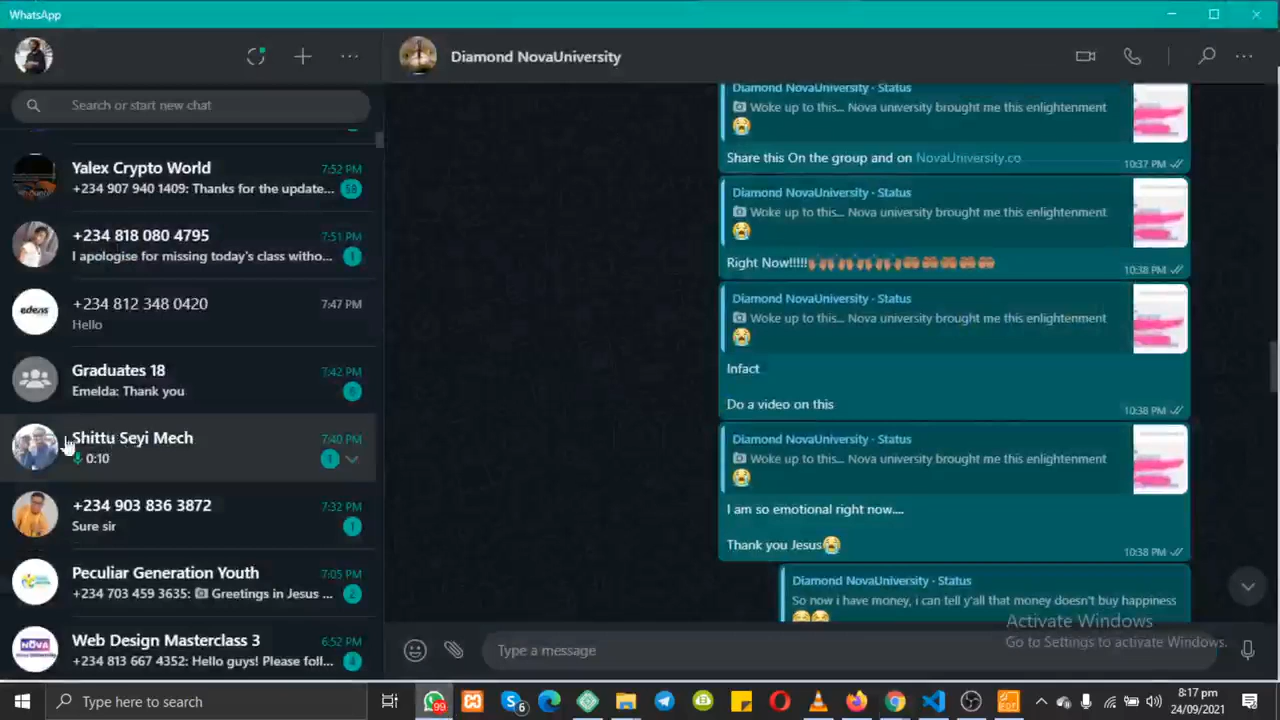 WhatsApp
Search or start new chat
Yalex Crypto World
7:52 PM
+234 907 940 1409: Thanks for the update...
58
+234 818 080 4795
7:51 PM
I apologise for missing today's class witho...
1
+234 812 348 0420
7:47 PM
Hello
edens
Graduates 18
7:42 PM
Emelda: Thank you
Shittu Seyi Mech
7:40 PM
0:10
1
+234 903 836 3872
7:32 PM
Sure sir
1
Peculiar Generation Youth
7:05 PM
+234 703 459 3635: Greetings in Jesus ...
2
NOVA
Web Design Masterclass 3
6:52 PM
+234 813 667 4352: Hello guys! Please foll...
4
Diamond NovaUniversity
Diamond NovaUniversity · Status
Woke up to this... Nova university brought me this enlightenment
😭
Share this On the group and on NovaUniversity.co
10:37 PM
Diamond NovaUniversity · Status
Woke up to this... Nova university brought me this enlightenment
😭
Right Now!!!!!
10:38 PM
Diamond NovaUniversity · Status
Woke up to this... Nova university brought me this enlightenment
😭
Infact
Do a video on this
10:38 PM
Diamond NovaUniversity · Status
Woke up to this... Nova university brought me this enlightenment
😭
I am so emotional right now....
Thank you Jesus😭
10:38 PM
Diamond NovaUniversity · Status
So now i have money, i can tell y'all that money doesn't buy happiness
Type a message
Activate Windows
Go to Settings to activate Windows.
Type here to search
99
6
8:17 pm
24/09/2021